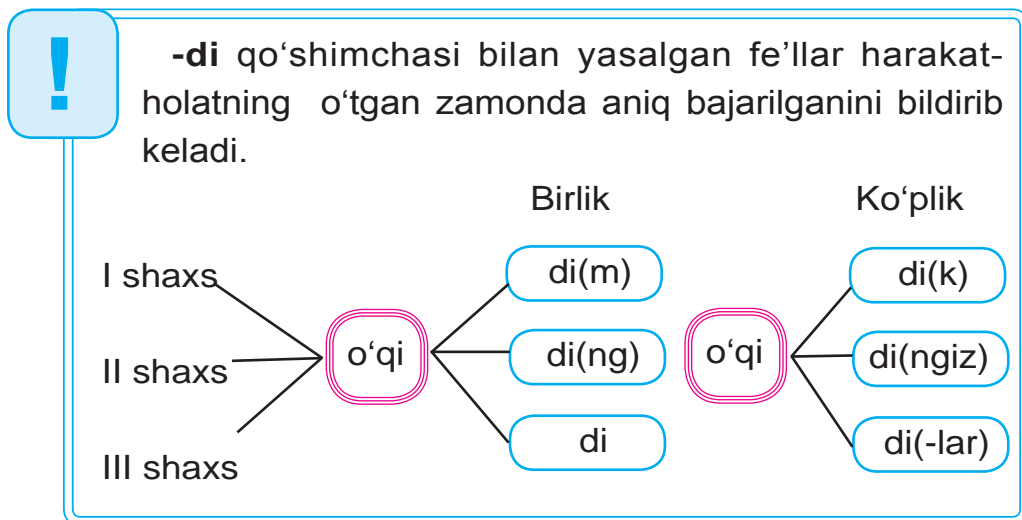 !
-di qo‘shimchasi bilan yasalgan fe’llar harakat-
holatning o‘tgan zamonda aniq bajarilganini bildirib
keladi.
Birlik Ko‘plik
I shaxs di(m) di(k)
II shaxs o‘qi di(ng) o‘qi di(ngiz)
III shaxs di di(-lar)